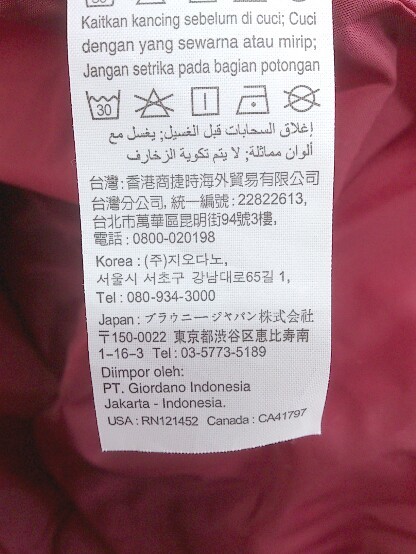 30
Kaitkan kancing sebelum di cuci; Cuci
dengan yang sewarna atau mirip;
Jangan setrika pada bagian potongan
30
إغلاق السحابات قبل الغسيل; يغسل مع
ألوان مماثلة; لا يتم تكوية الزخارف
台灣:香港商捷時海外貿易有限公司
台灣分公司, 統一編號:22822613,
台北市萬華區昆明街94號3樓,
電話:0800-020198
Korea : (주)지오다노,
서울시 서초구 강남대로65길 1,
Tel : 080-934-3000
Japan : ブラウニージャパン株式会社
〒150-0022 東京都渋谷区恵比寿南
1-16-3 Tel : 03-5773-5189
Diimpor oleh:
PT. Giordano Indonesia
Jakarta - Indonesia.
USA : RN121452 Canada : CA41797